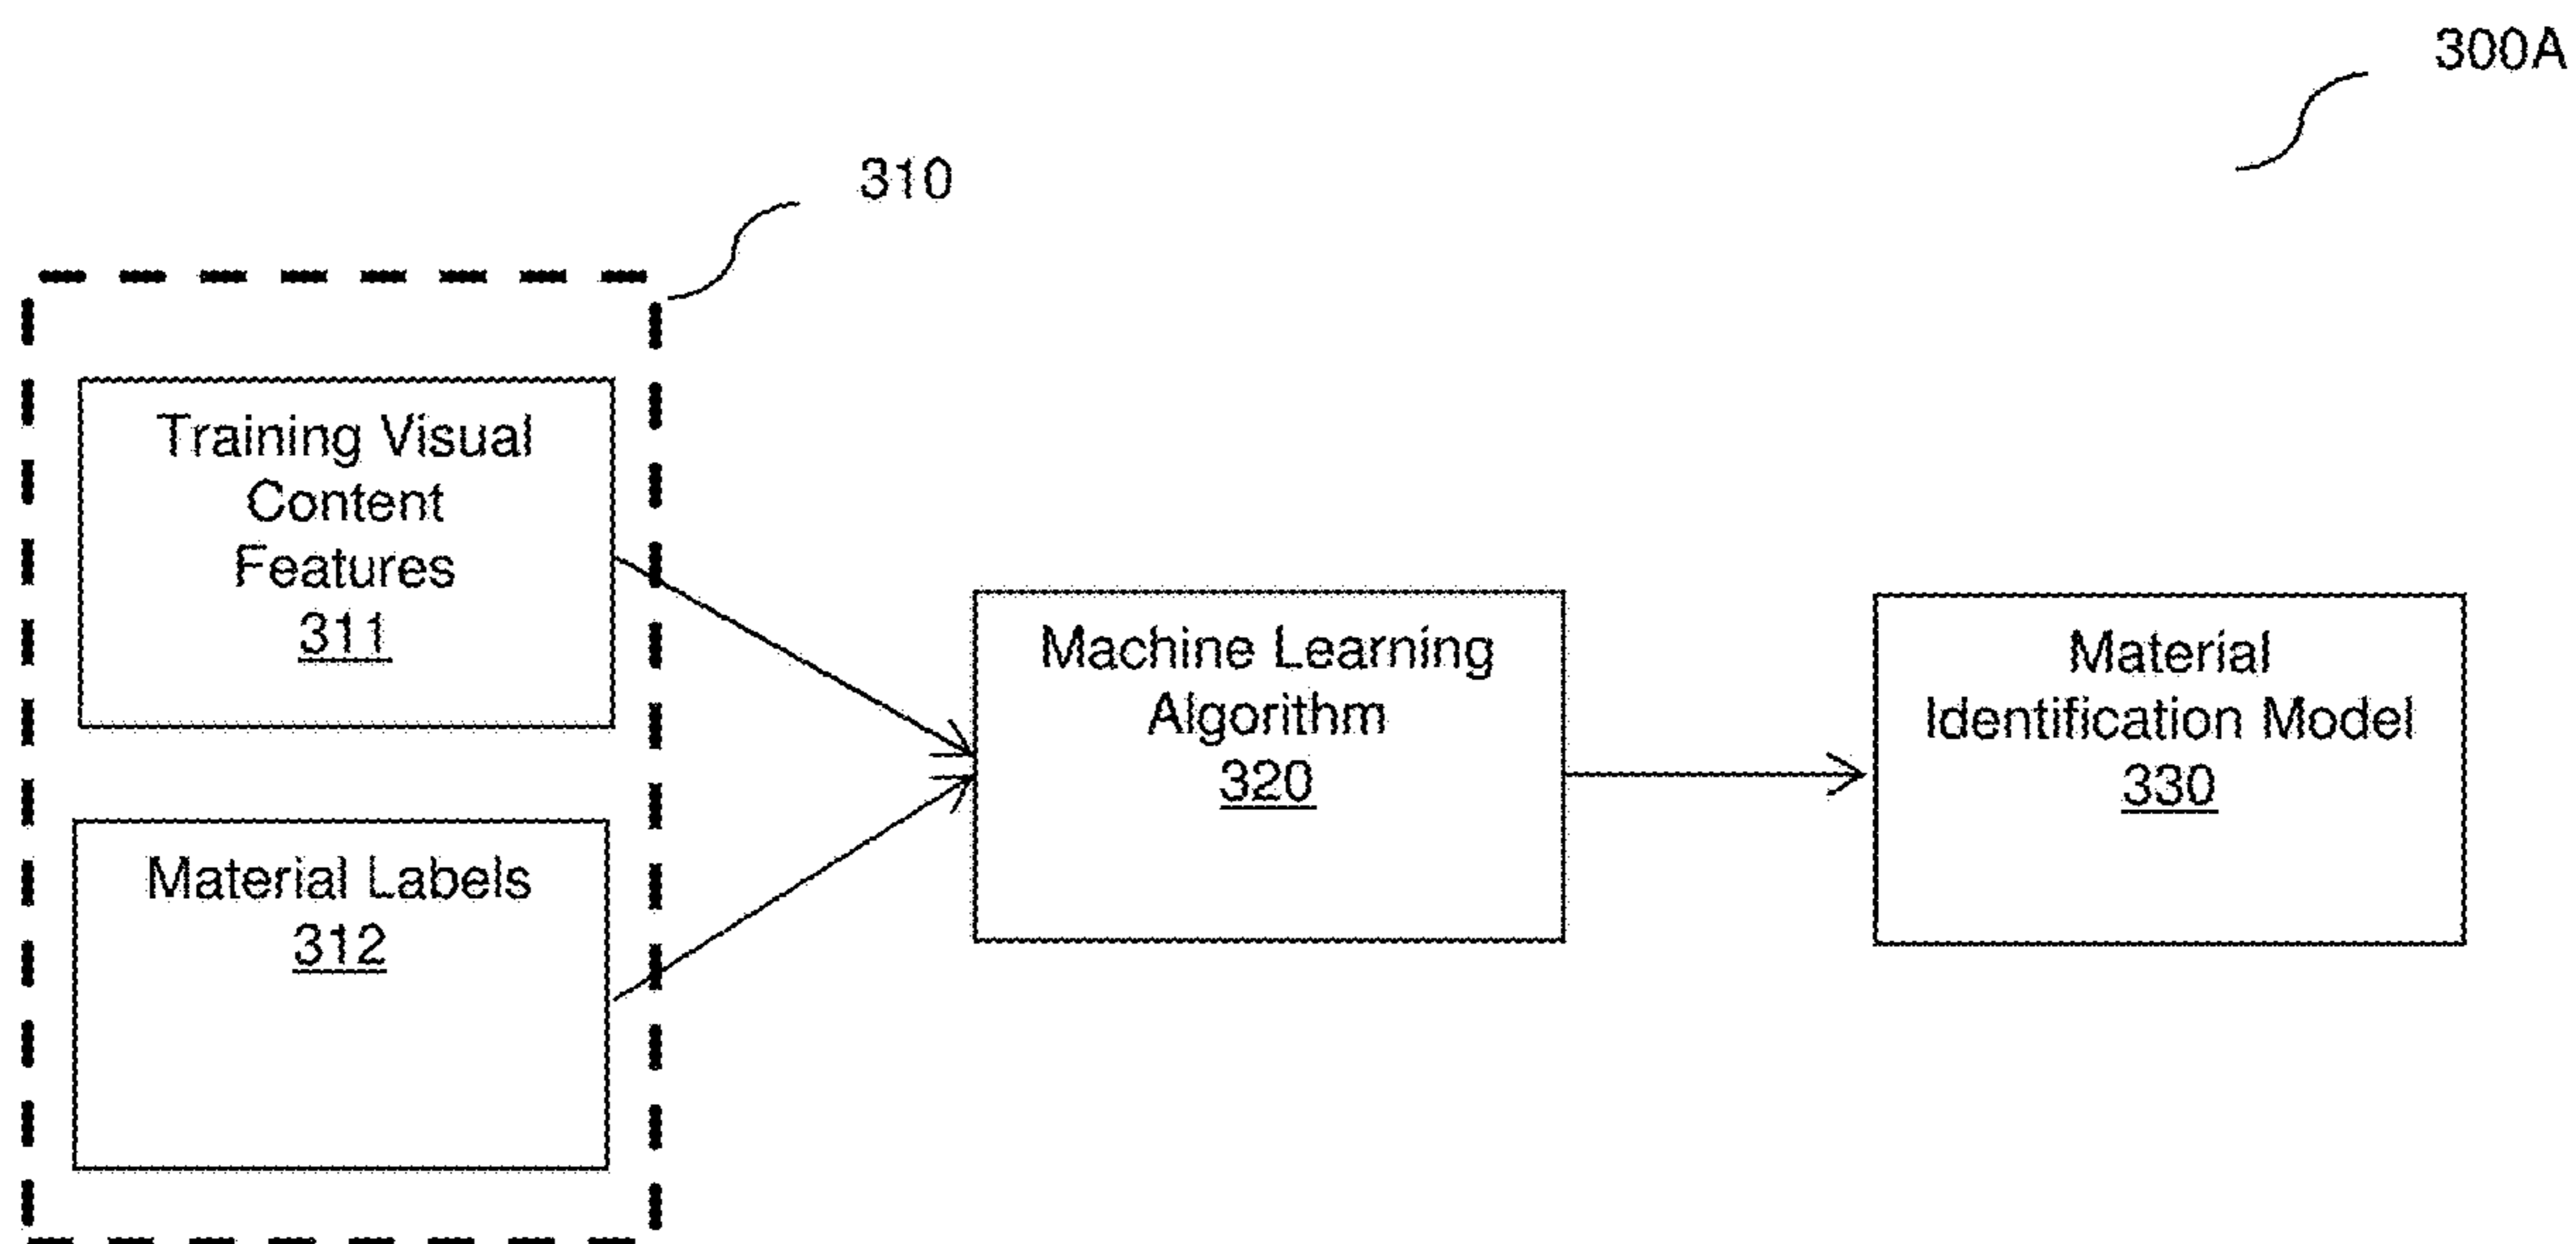 300A
310
Training Visual
Content
Features
311
Material Labels
312
Machine Learning
Algorithm
320
Material
Identification Model
330